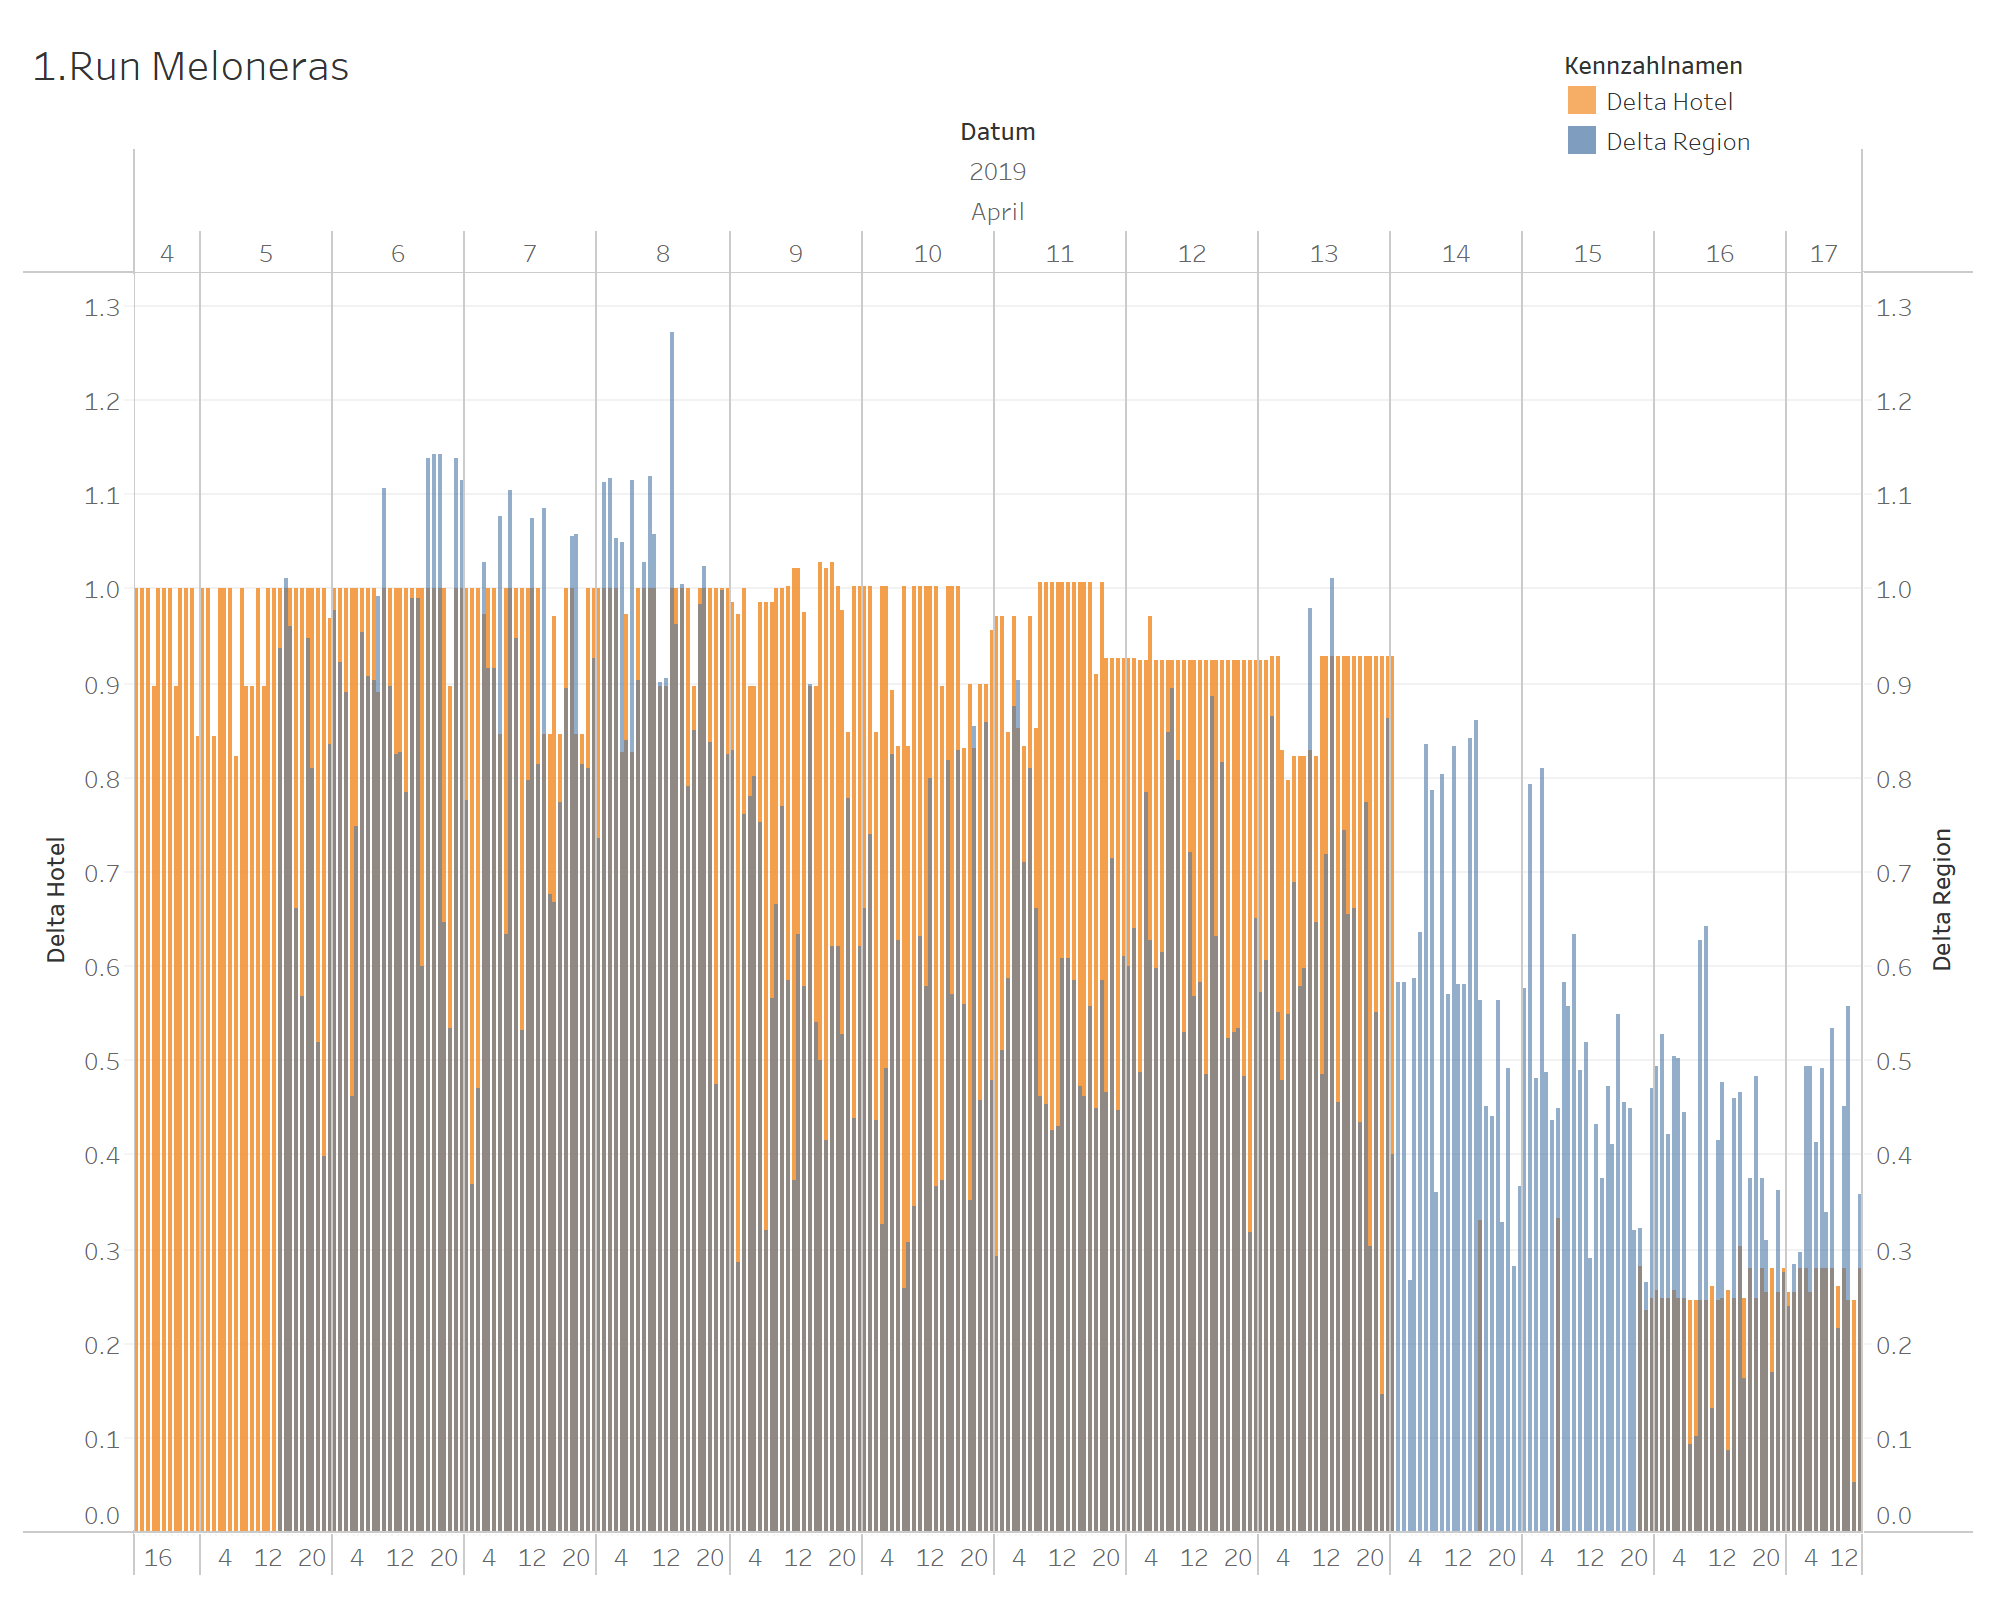 1.Run Meloneras
Kennzahlnamen
Delta Hotel
Delta Region
Datum
2019
April
4 5 6 7 8 9 10 11 12 13 14 15 16 17
1.3 1.3
1.2 1.2
1.1 1.1
1.0 1.0
0.9 0.9
0.8 0.8
0.7 0.7
0.6 0.6
0.5 0.5
0.4 0.4
0.3 0.3
0.2 0.2
0.1 0.1
0.0 0.0
Delta Hotel
Delta Region
16 4 12 20 4 12 20 4 12 20 4 12 20 4 12 20 4 12 20 4 12 20 4 12 20 4 12 20 4 12 20 4 12 20 4 12 20 4 12